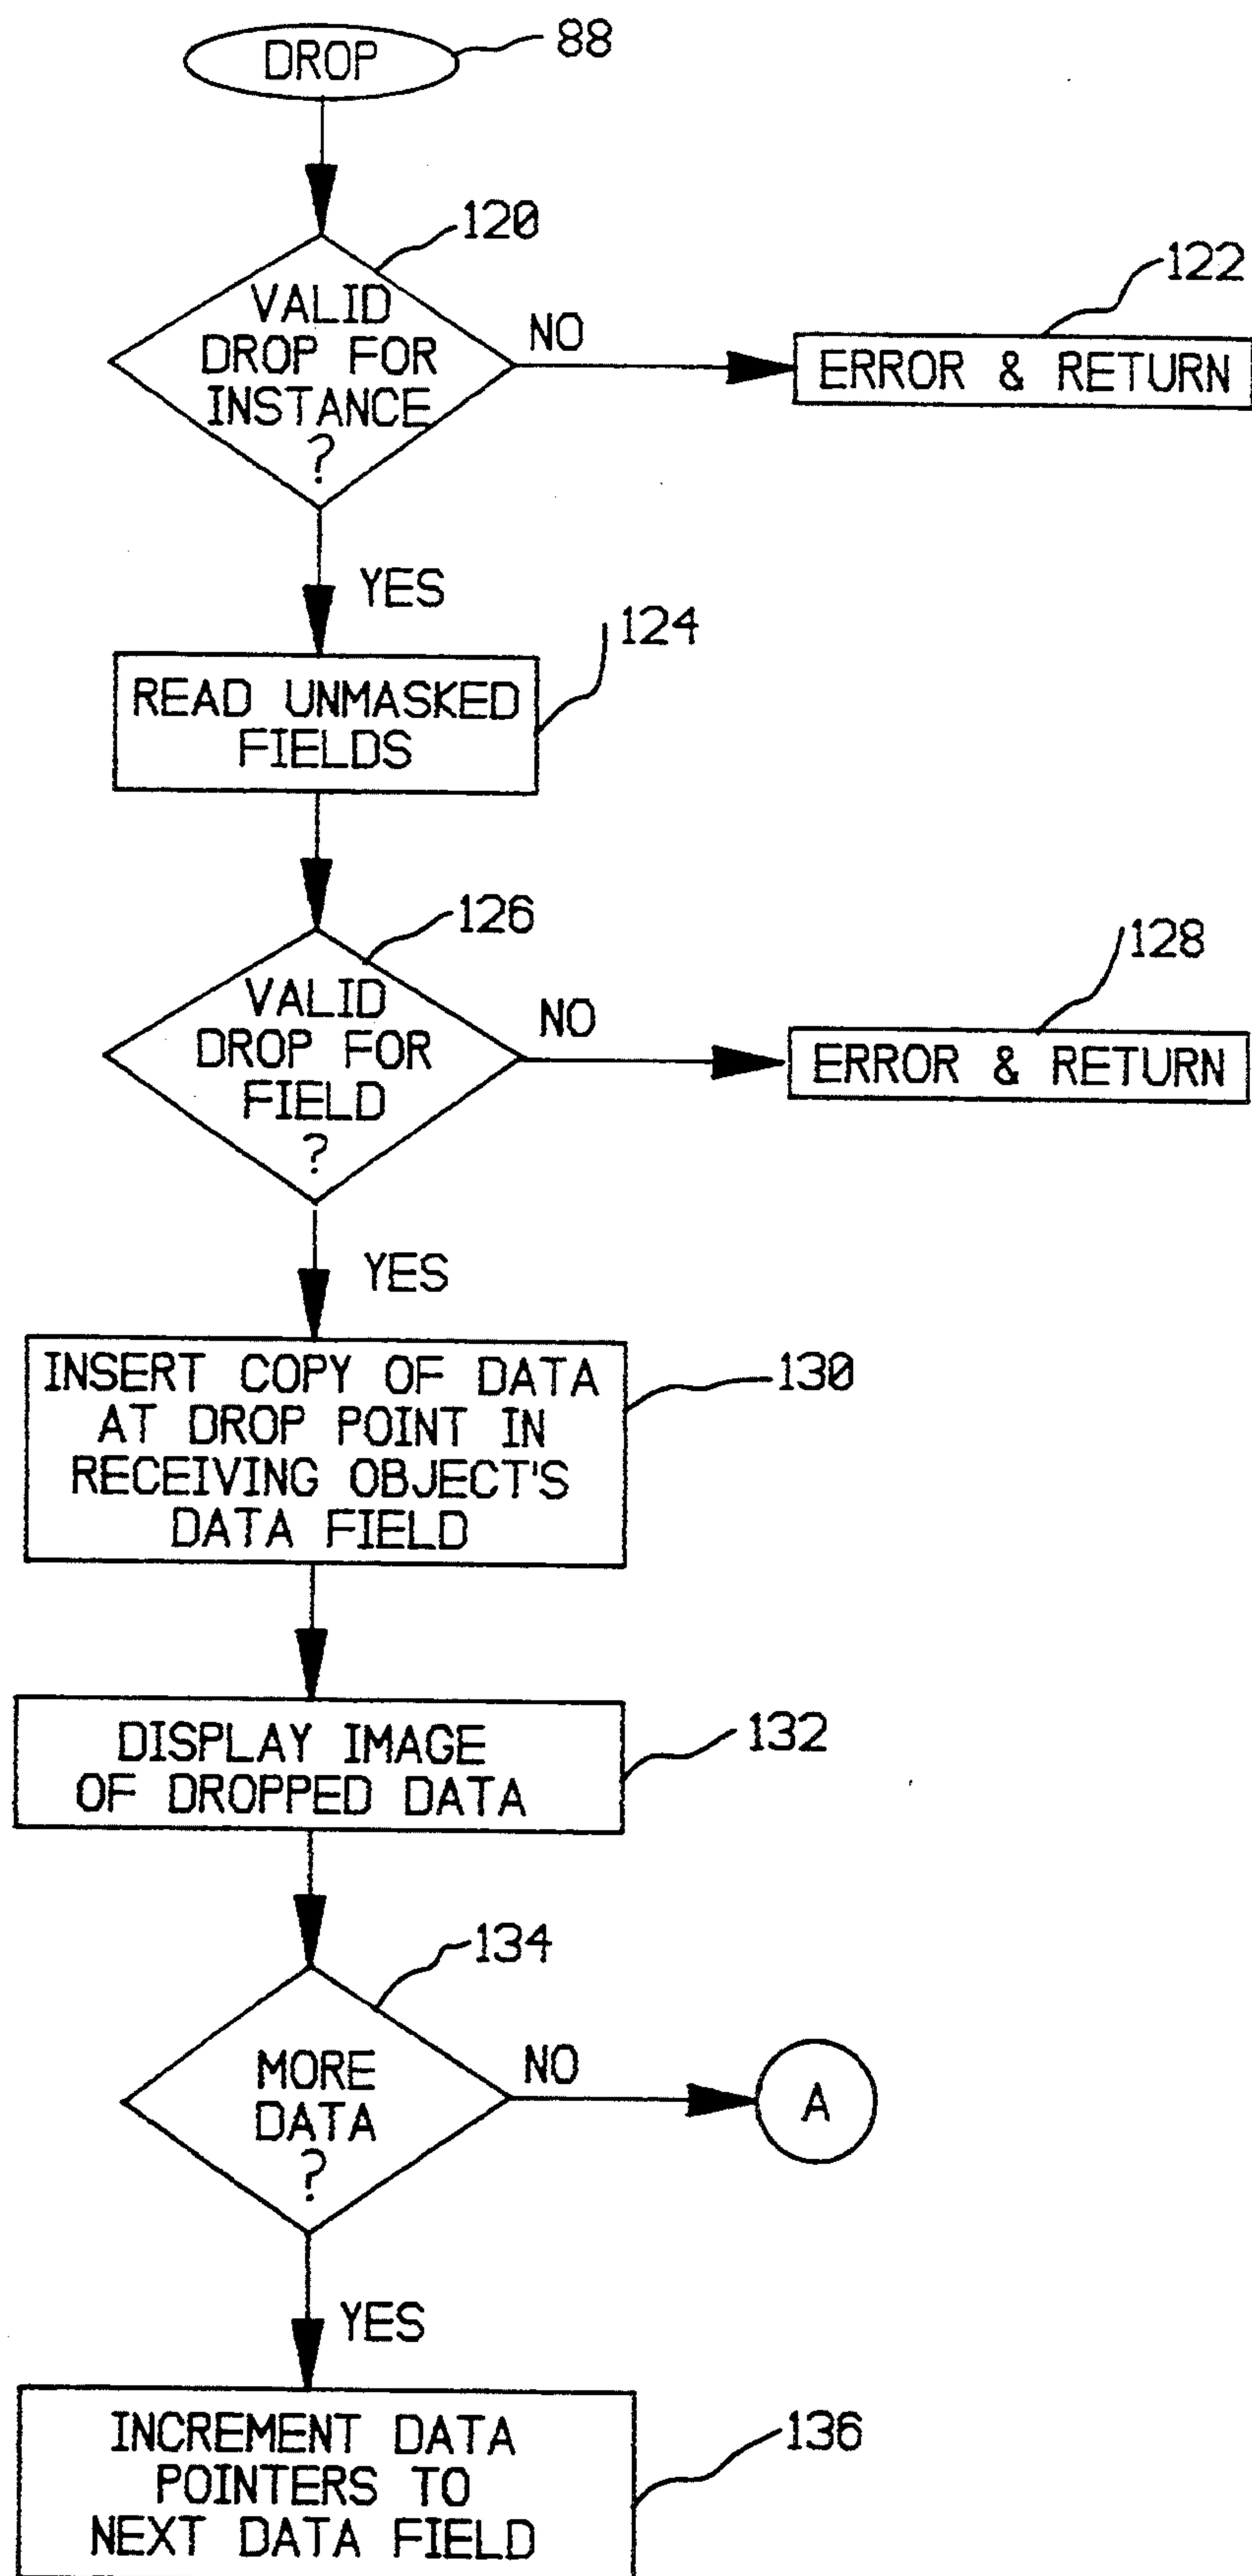 DROP
88
120
VALID
DROP FOR
INSTANCE
?
NO
122
ERROR & RETURN
YES
124
READ UNMASKED
FIELDS
126
VALID
DROP FOR
FIELD
?
NO
128
ERROR & RETURN
YES
INSERT COPY OF DATA
AT DROP POINT IN
RECEIVING OBJECT'S
DATA FIELD
130
DISPLAY IMAGE
OF DROPPED DATA
132
134
MORE
DATA
?
NO
A
YES
INCREMENT DATA
POINTERS TO
NEXT DATA FIELD
136